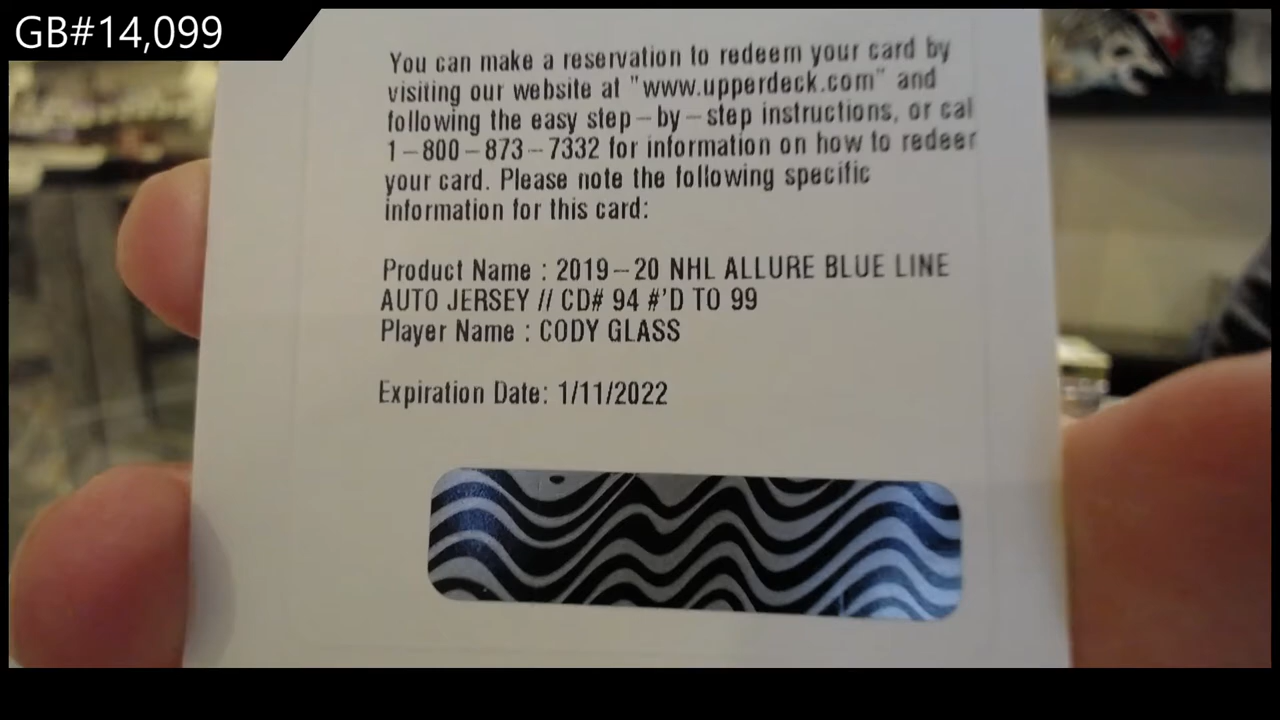 GB#14,099
You can make a reservation to redeem your card by
visiting our website at "www.upperdeck.com" and
following the easy step-by-step instructions, or cal
1-800-873-7332 for information on how to redeer
your card. Please note the following specific
information for this card:
Product Name : 2019-20 NHL ALLURE BLUE LINE
AUTO JERSEY // CD# 94 #'D TO 99
Player Name : CODY GLASS
Expiration Date: 1/11/2022